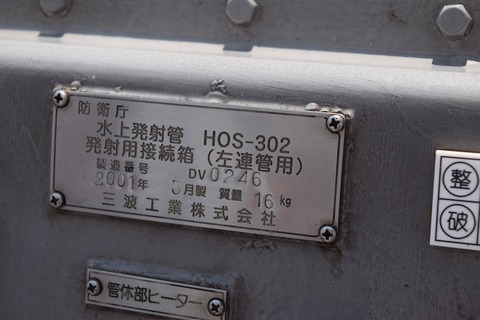 防衛庁
水上発射管 HOS-302
発射用接続箱 (左連管用)
製造番号 DV0246
2001年 3月製 質量 16kg
三波工業株式会社
管体部ヒーター
整
破